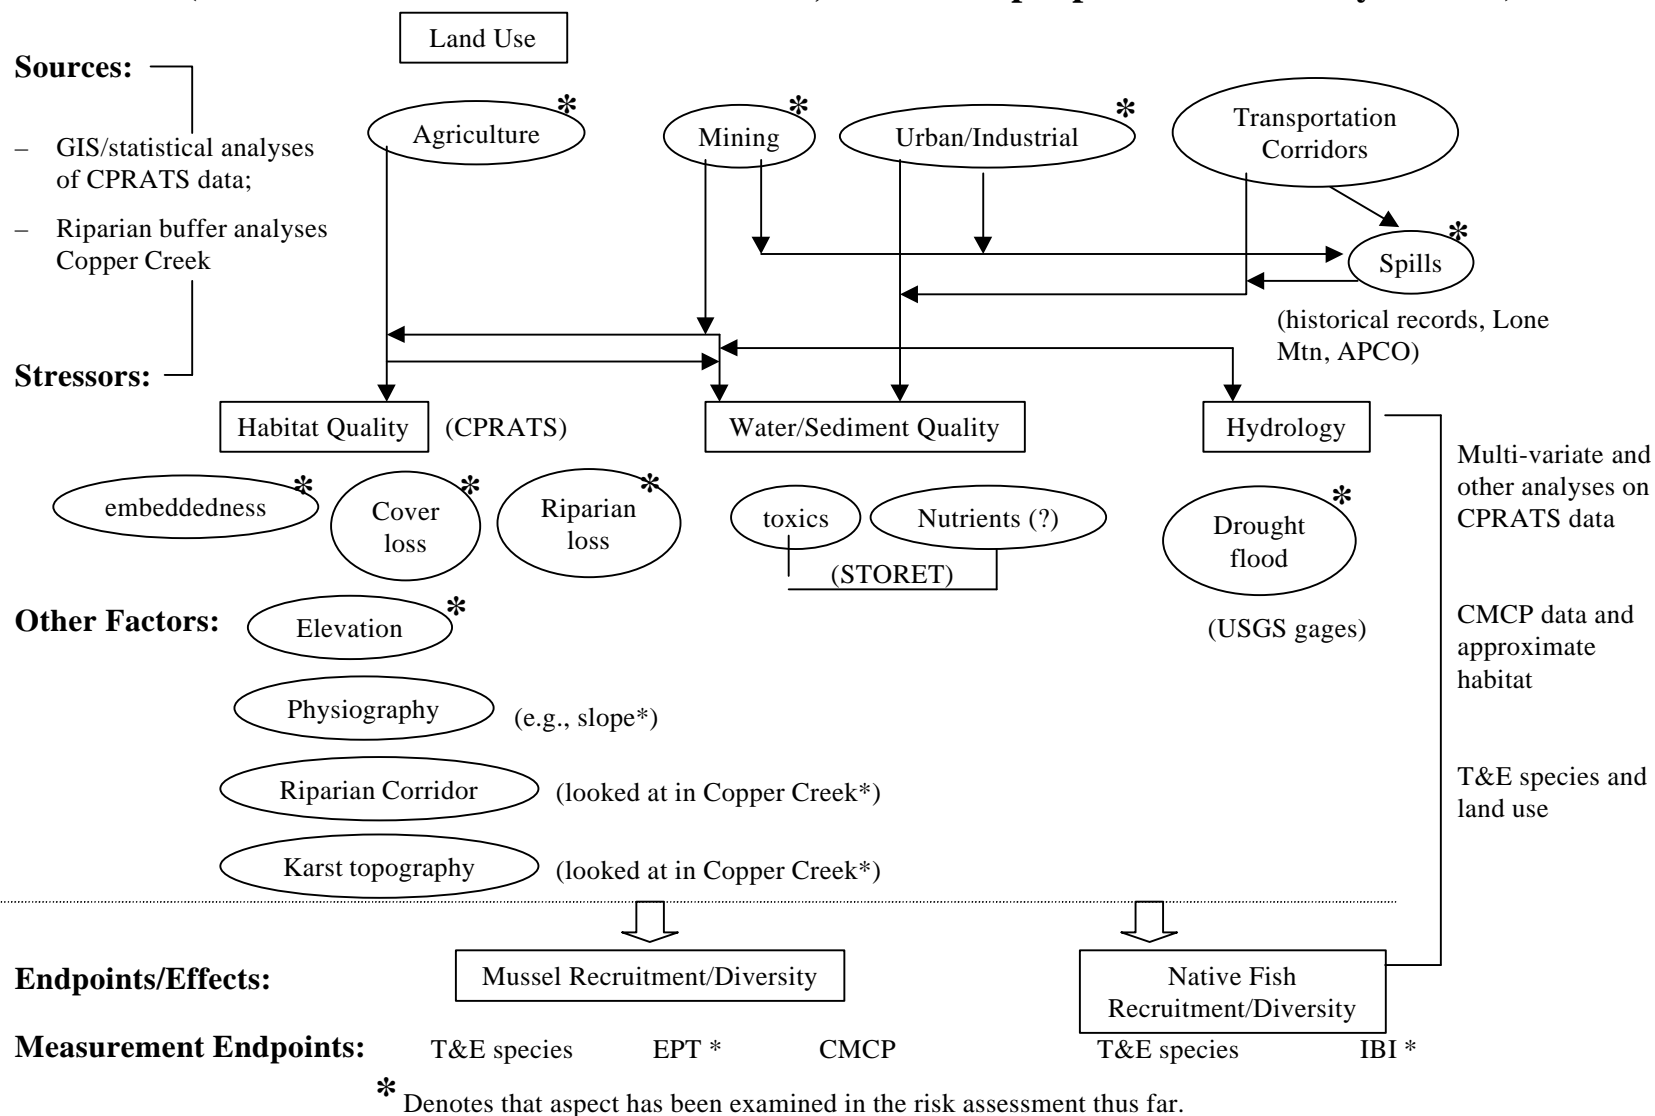 Land Use
Sources:
– GIS/statistical analyses
of CPRATS data;
– Riparian buffer analyses
Copper Creek
Agriculture *
Mining *
Urban/Industrial *
Transportation
Corridors
Spills *
(historical records, Lone
Mtn, APCO)
Stressors:
Habitat Quality (CPRATS)
Water/Sediment Quality
Hydrology
embeddedness *
Cover *
loss
Riparian *
loss
toxics
Nutrients (?)
(STORET)
Drought *
flood
(USGS gages)
Multi-variate and
other analyses on
CPRATS data
CMCP data and
approximate
habitat
T&E species and
land use
Other Factors:
Elevation *
Physiography (e.g., slope*)
Riparian Corridor (looked at in Copper Creek*)
Karst topography (looked at in Copper Creek*)
Endpoints/Effects:
Mussel Recruitment/Diversity
Native Fish
Recruitment/Diversity
Measurement Endpoints: T&E species EPT * CMCP T&E species IBI *
* Denotes that aspect has been examined in the risk assessment thus far.